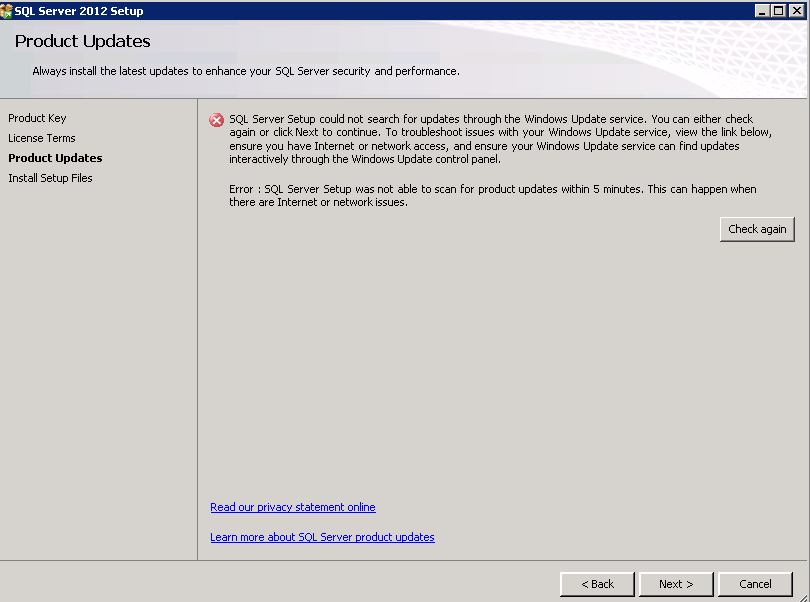 SQL Server 2012 Setup
Product Updates
Always install the latest updates to enhance your SQL Server security and performance.
Product Key
License Terms
Product Updates
Install Setup Files
SQL Server Setup could not search for updates through the Windows Update service. You can either check
again or click Next to continue. To troubleshoot issues with your Windows Update service, view the link below,
ensure you have Internet or network access, and ensure your Windows Update service can find updates
interactively through the Windows Update control panel.
Error : SQL Server Setup was not able to scan for product updates within 5 minutes. This can happen when
there are Internet or network issues.
Check again
Read our privacy statement online
Learn more about SQL Server product updates
< Back
Next >
Cancel